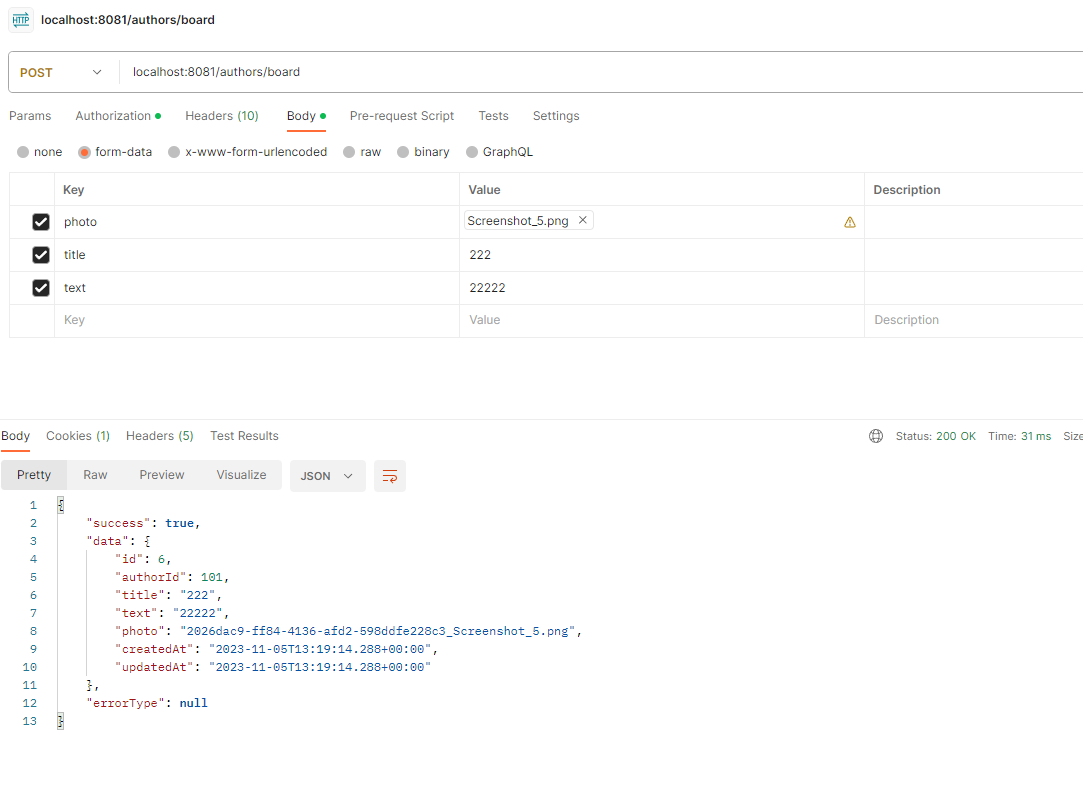 HTTP localhost:8081/authors/board
POST localhost:8081/authors/board
Params Authorization Headers (10) Body Pre-request Script Tests Settings
none form-data x-www-form-urlencoded raw binary GraphQL
Key Value Description
photo Screenshot_5.png
title 222
text 22222
Key Value Description
Body Cookies (1) Headers (5) Test Results Status: 200 OK Time: 31 ms Size
Pretty Raw Preview Visualize JSON
1 {
2 "success": true,
3 "data": {
4 "id": 6,
5 "authorId": 101,
6 "title": "222",
7 "text": "22222",
8 "photo": "2026dac9-ff84-4136-afd2-598ddfe228c3_Screenshot_5.png",
9 "createdAt": "2023-11-05T13:19:14.288+00:00",
10 "updatedAt": "2023-11-05T13:19:14.288+00:00"
11 },
12 "errorType": null
13 }